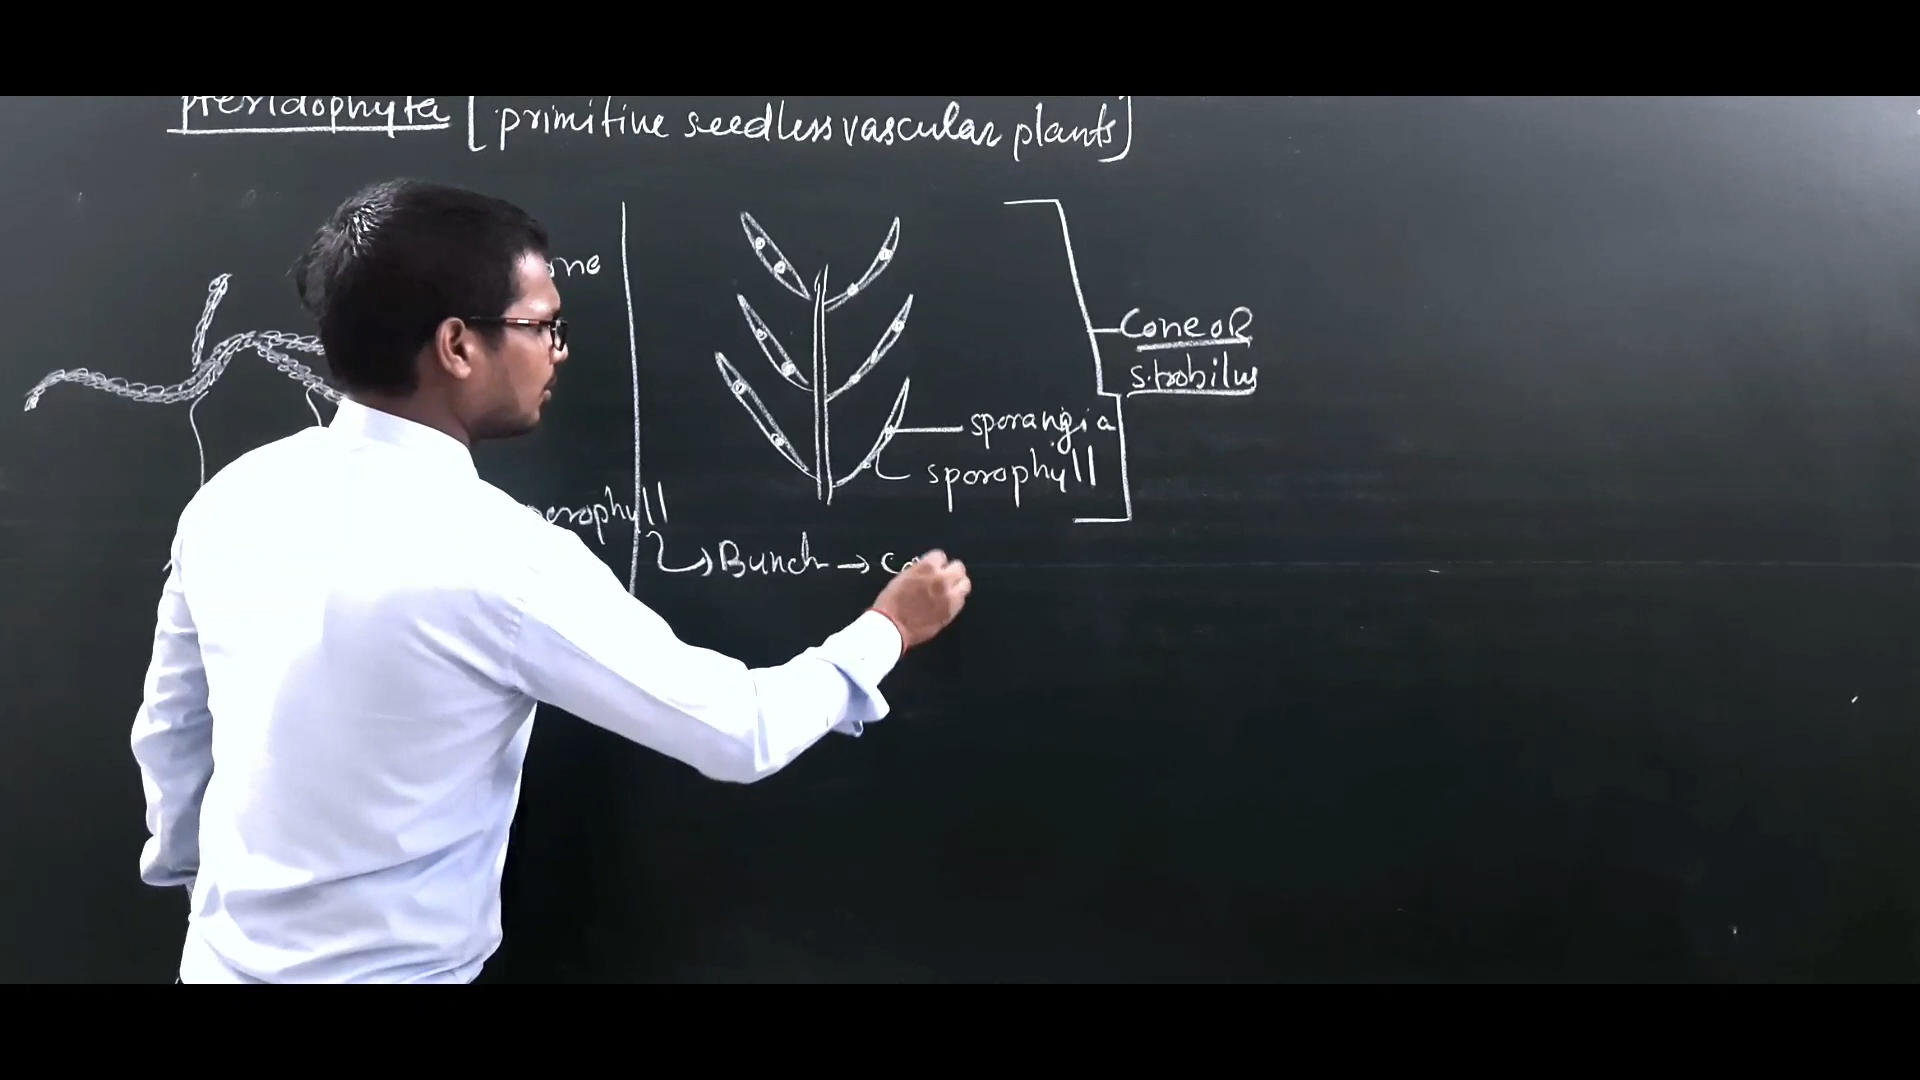 pteridophyta [primitive seedless vascular plants]
Cone oR
strobilus
sporangia
sporophyll
Bunch →